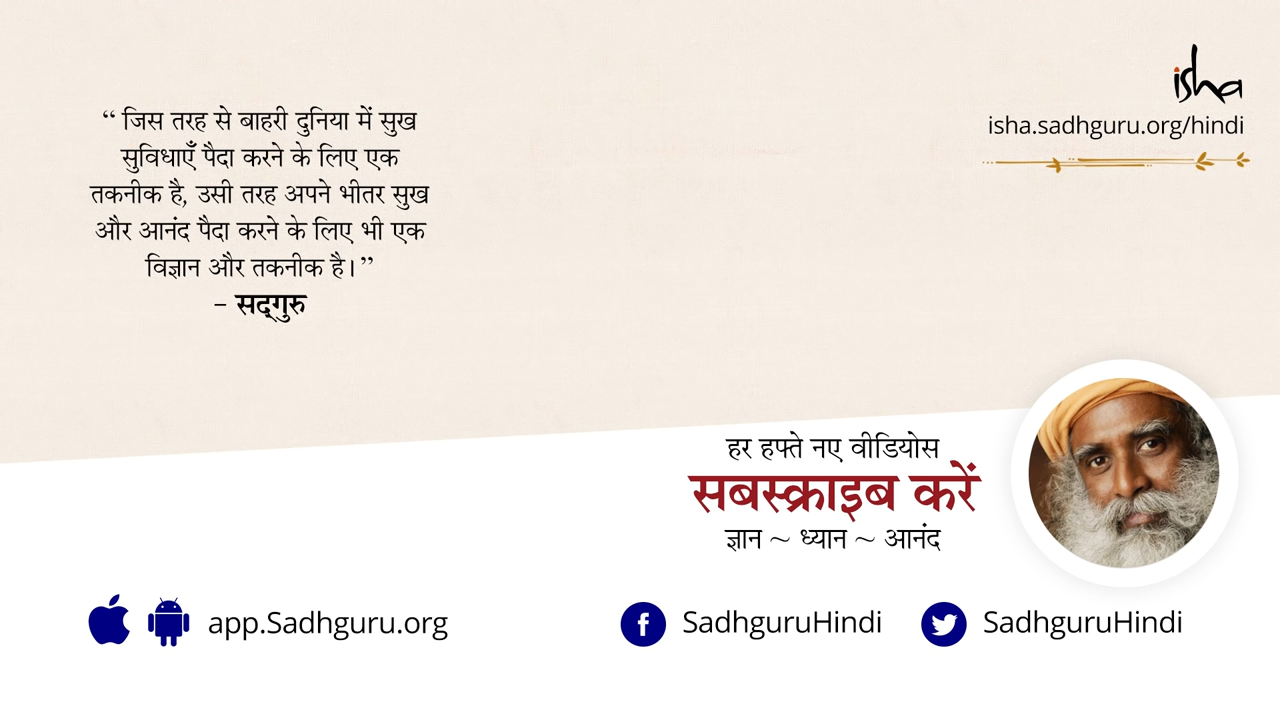 “ जिस तरह से बाहरी दुनिया में सुख
सुविधाएँ पैदा करने के लिए एक
तकनीक है, उसी तरह अपने भीतर सुख
और आनंद पैदा करने के लिए भी एक
विज्ञान और तकनीक है।”
– सद्‌गुरु
isha
isha.sadhguru.org/hindi
हर हफ्ते नए वीडियोस
सबस्क्राइब करें
ज्ञान ~ ध्यान ~ आनंद
app.Sadhguru.org
SadhguruHindi
SadhguruHindi